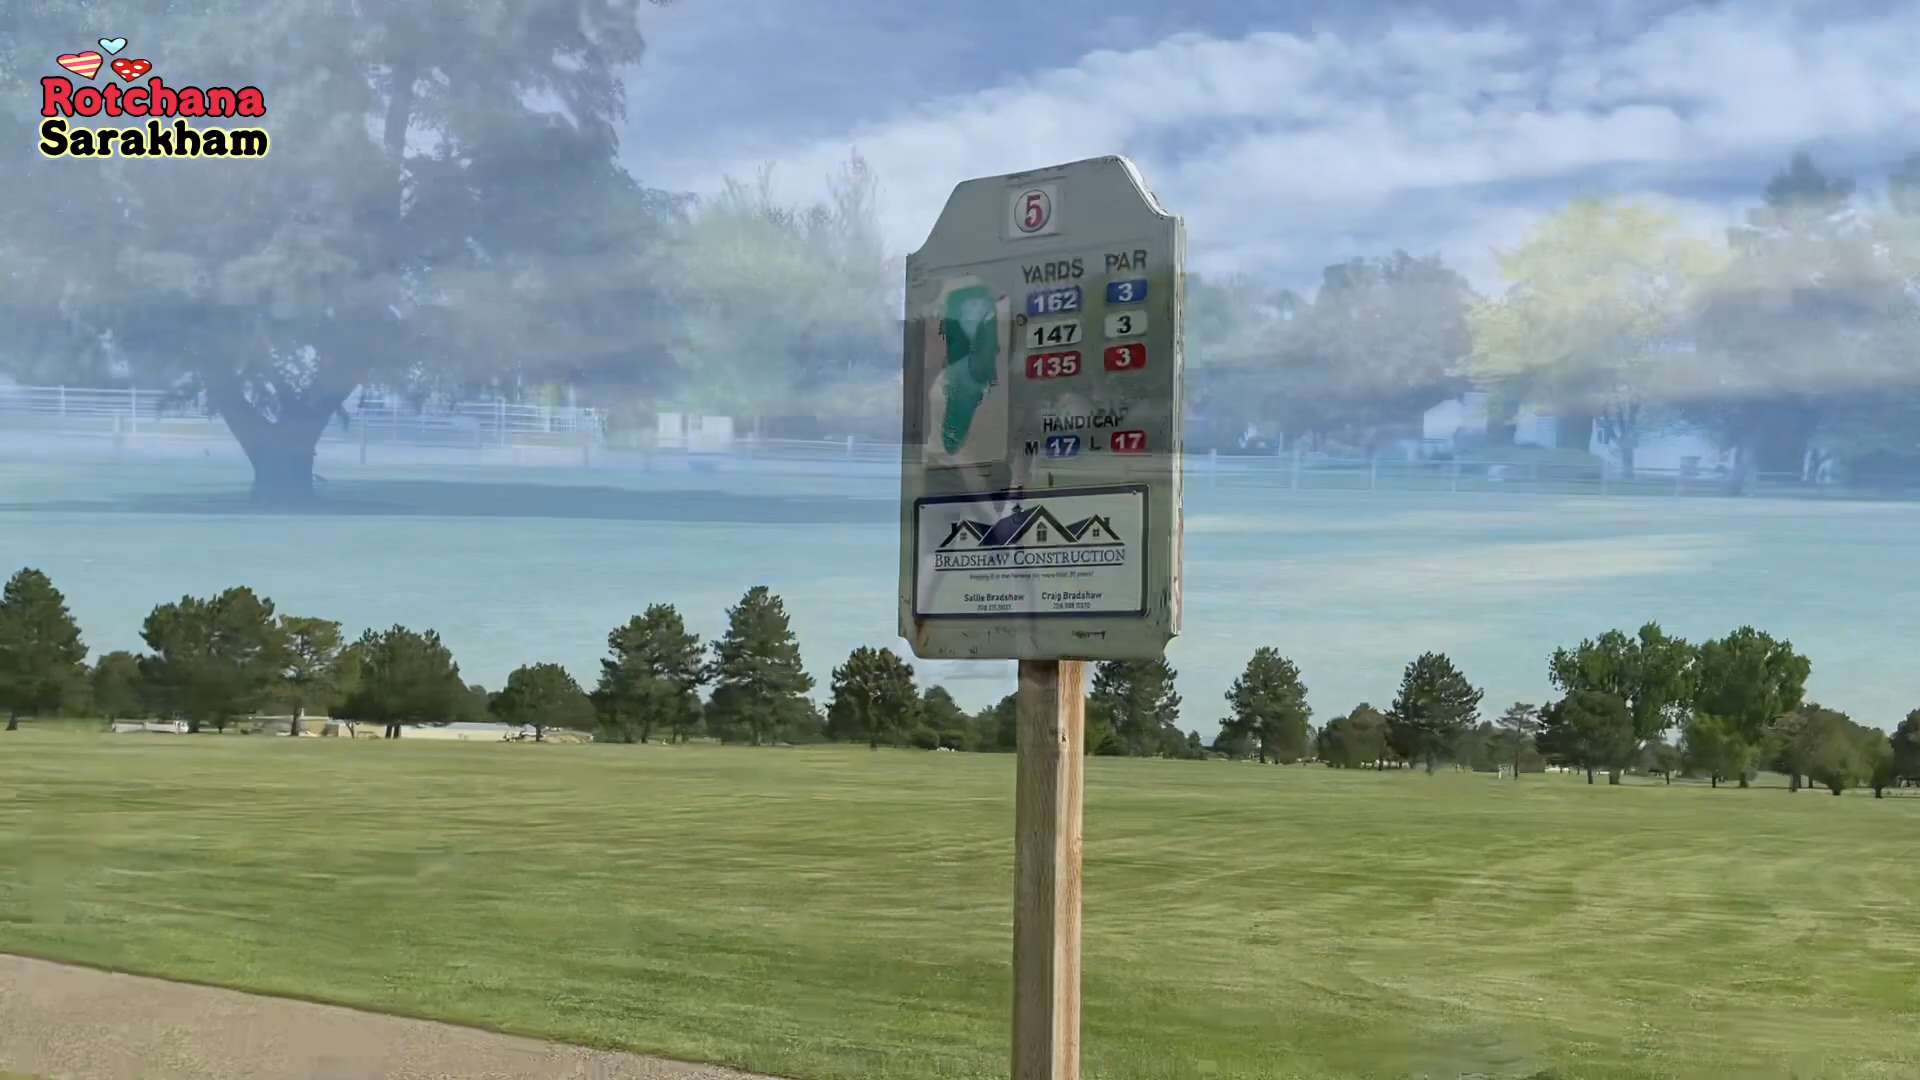 Rotchana
Sarakham
5
YARDS PAR
162 3
147 3
135 3
HANDICAP
M 17 L 17
BRADSHAW CONSTRUCTION
Sallie Bradshaw Craig Bradshaw